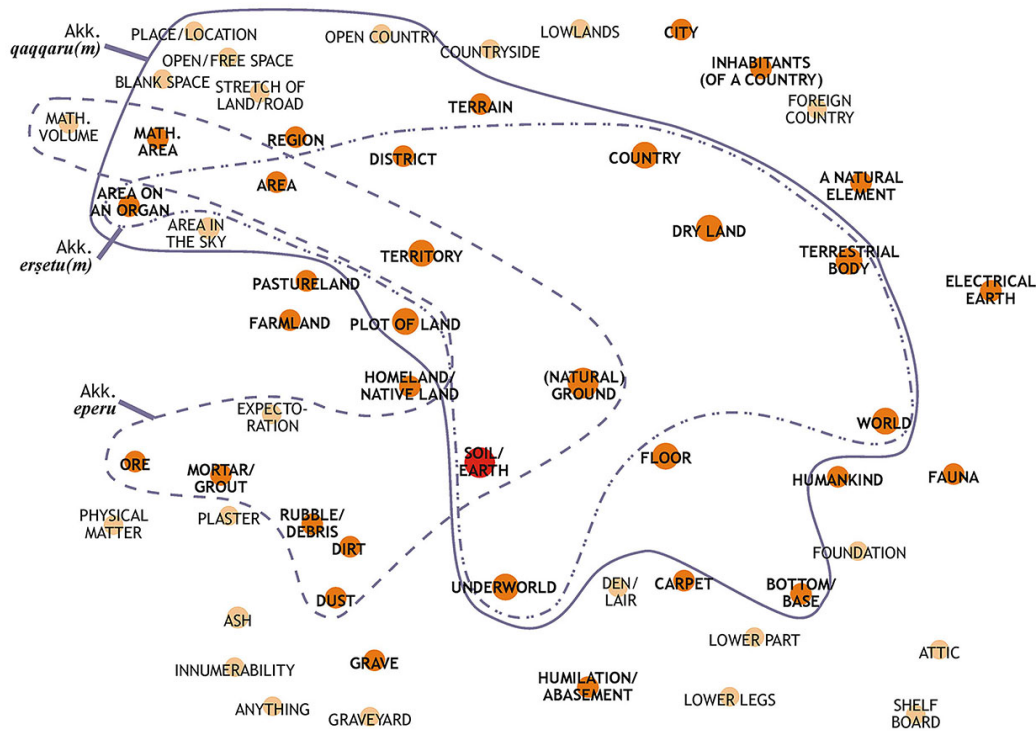 Akk.
qaqqaru(m)
PLACE/LOCATION
OPEN/FREE SPACE
BLANK SPACE
STRETCH OF
LAND/ROAD
OPEN COUNTRY
COUNTRYSIDE
LOWLANDS
CITY
INHABITANTS
(OF A COUNTRY)
FOREIGN
COUNTRY
MATH.
VOLUME
MATH.
AREA
REGION
TERRAIN
DISTRICT
COUNTRY
AREA
A NATURAL
ELEMENT
AREA ON
AN ORGAN
AREA IN
THE SKY
Akk.
erṣetu(m)
TERRITORY
DRY LAND
TERRESTRIAL
BODY
ELECTRICAL
EARTH
PASTURELAND
FARMLAND
PLOT OF LAND
HOMELAND/
NATIVE LAND
(NATURAL)
GROUND
Akk.
eperu
EXPECTO-
RATION
WORLD
ORE
MORTAR/
GROUT
SOIL/
EARTH
FLOOR
HUMANKIND
FAUNA
PHYSICAL
MATTER
PLASTER
RUBBLE/
DEBRIS
DIRT
FOUNDATION
DUST
UNDERWORLD
DEN/
LAIR
CARPET
BOTTOM/
BASE
ASH
LOWER PART
ATTIC
INNUMERABILITY
GRAVE
HUMILATION/
ABASEMENT
LOWER LEGS
ANYTHING
GRAVEYARD
SHELF
BOARD